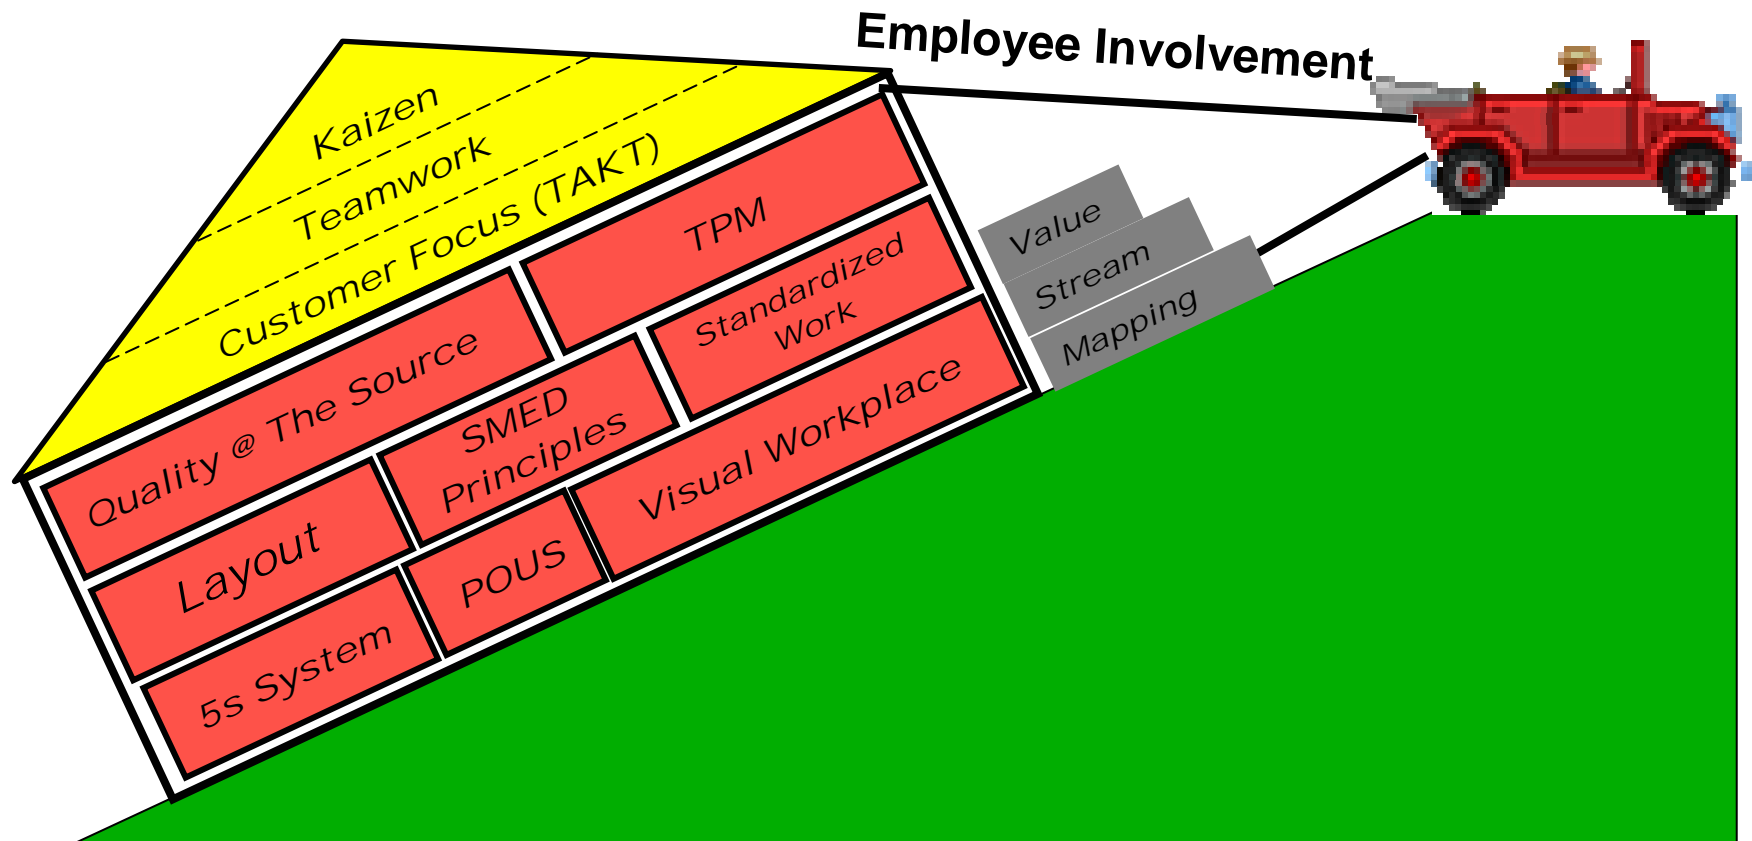 Employee Involvement
Kaizen
Teamwork
Customer Focus (TAKT)
Quality @ The Source
TPM
Layout
SMED
Principles
Standardized
Work
5s System
POUS
Visual Workplace
Value
Stream
Mapping